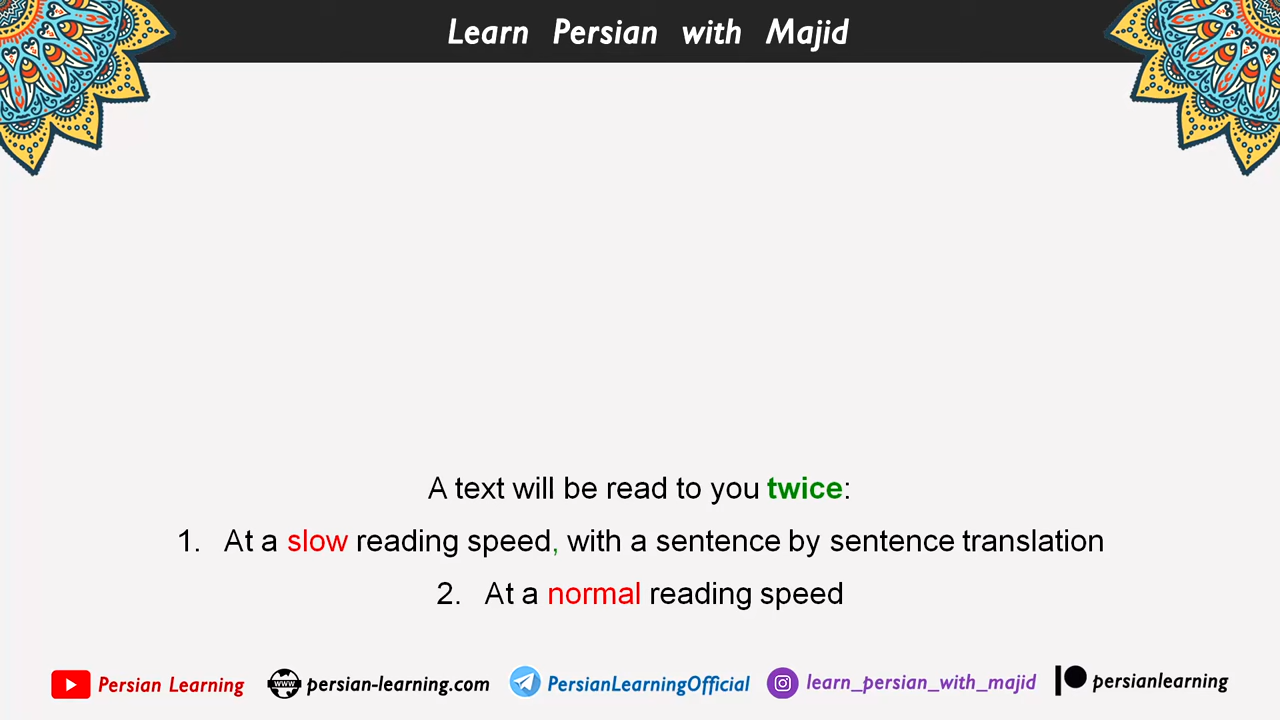 Learn Persian with Majid
A text will be read to you twice:
1. At a slow reading speed, with a sentence by sentence translation
2. At a normal reading speed
Persian Learning www persian-learning.com PersianLearningOfficial learn_persian_with_majid persianlearning